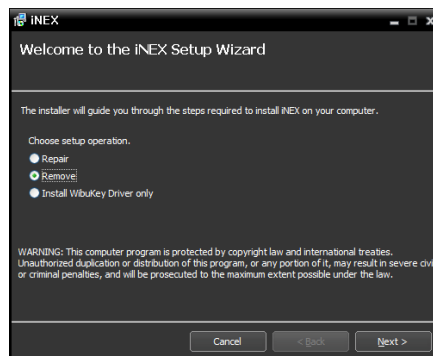 iNEX
Welcome to the iNEX Setup Wizard
The installer will guide you through the steps required to install iNEX on your computer.
Choose setup operation.
Repair
Remove
Install WibuKey Driver only
WARNING: This computer program is protected by copyright law and international treaties.
Unauthorized duplication or distribution of this program, or any portion of it, may result in severe civi
or criminal penalties, and will be prosecuted to the maximum extent possible under the law.
Cancel < Back Next >